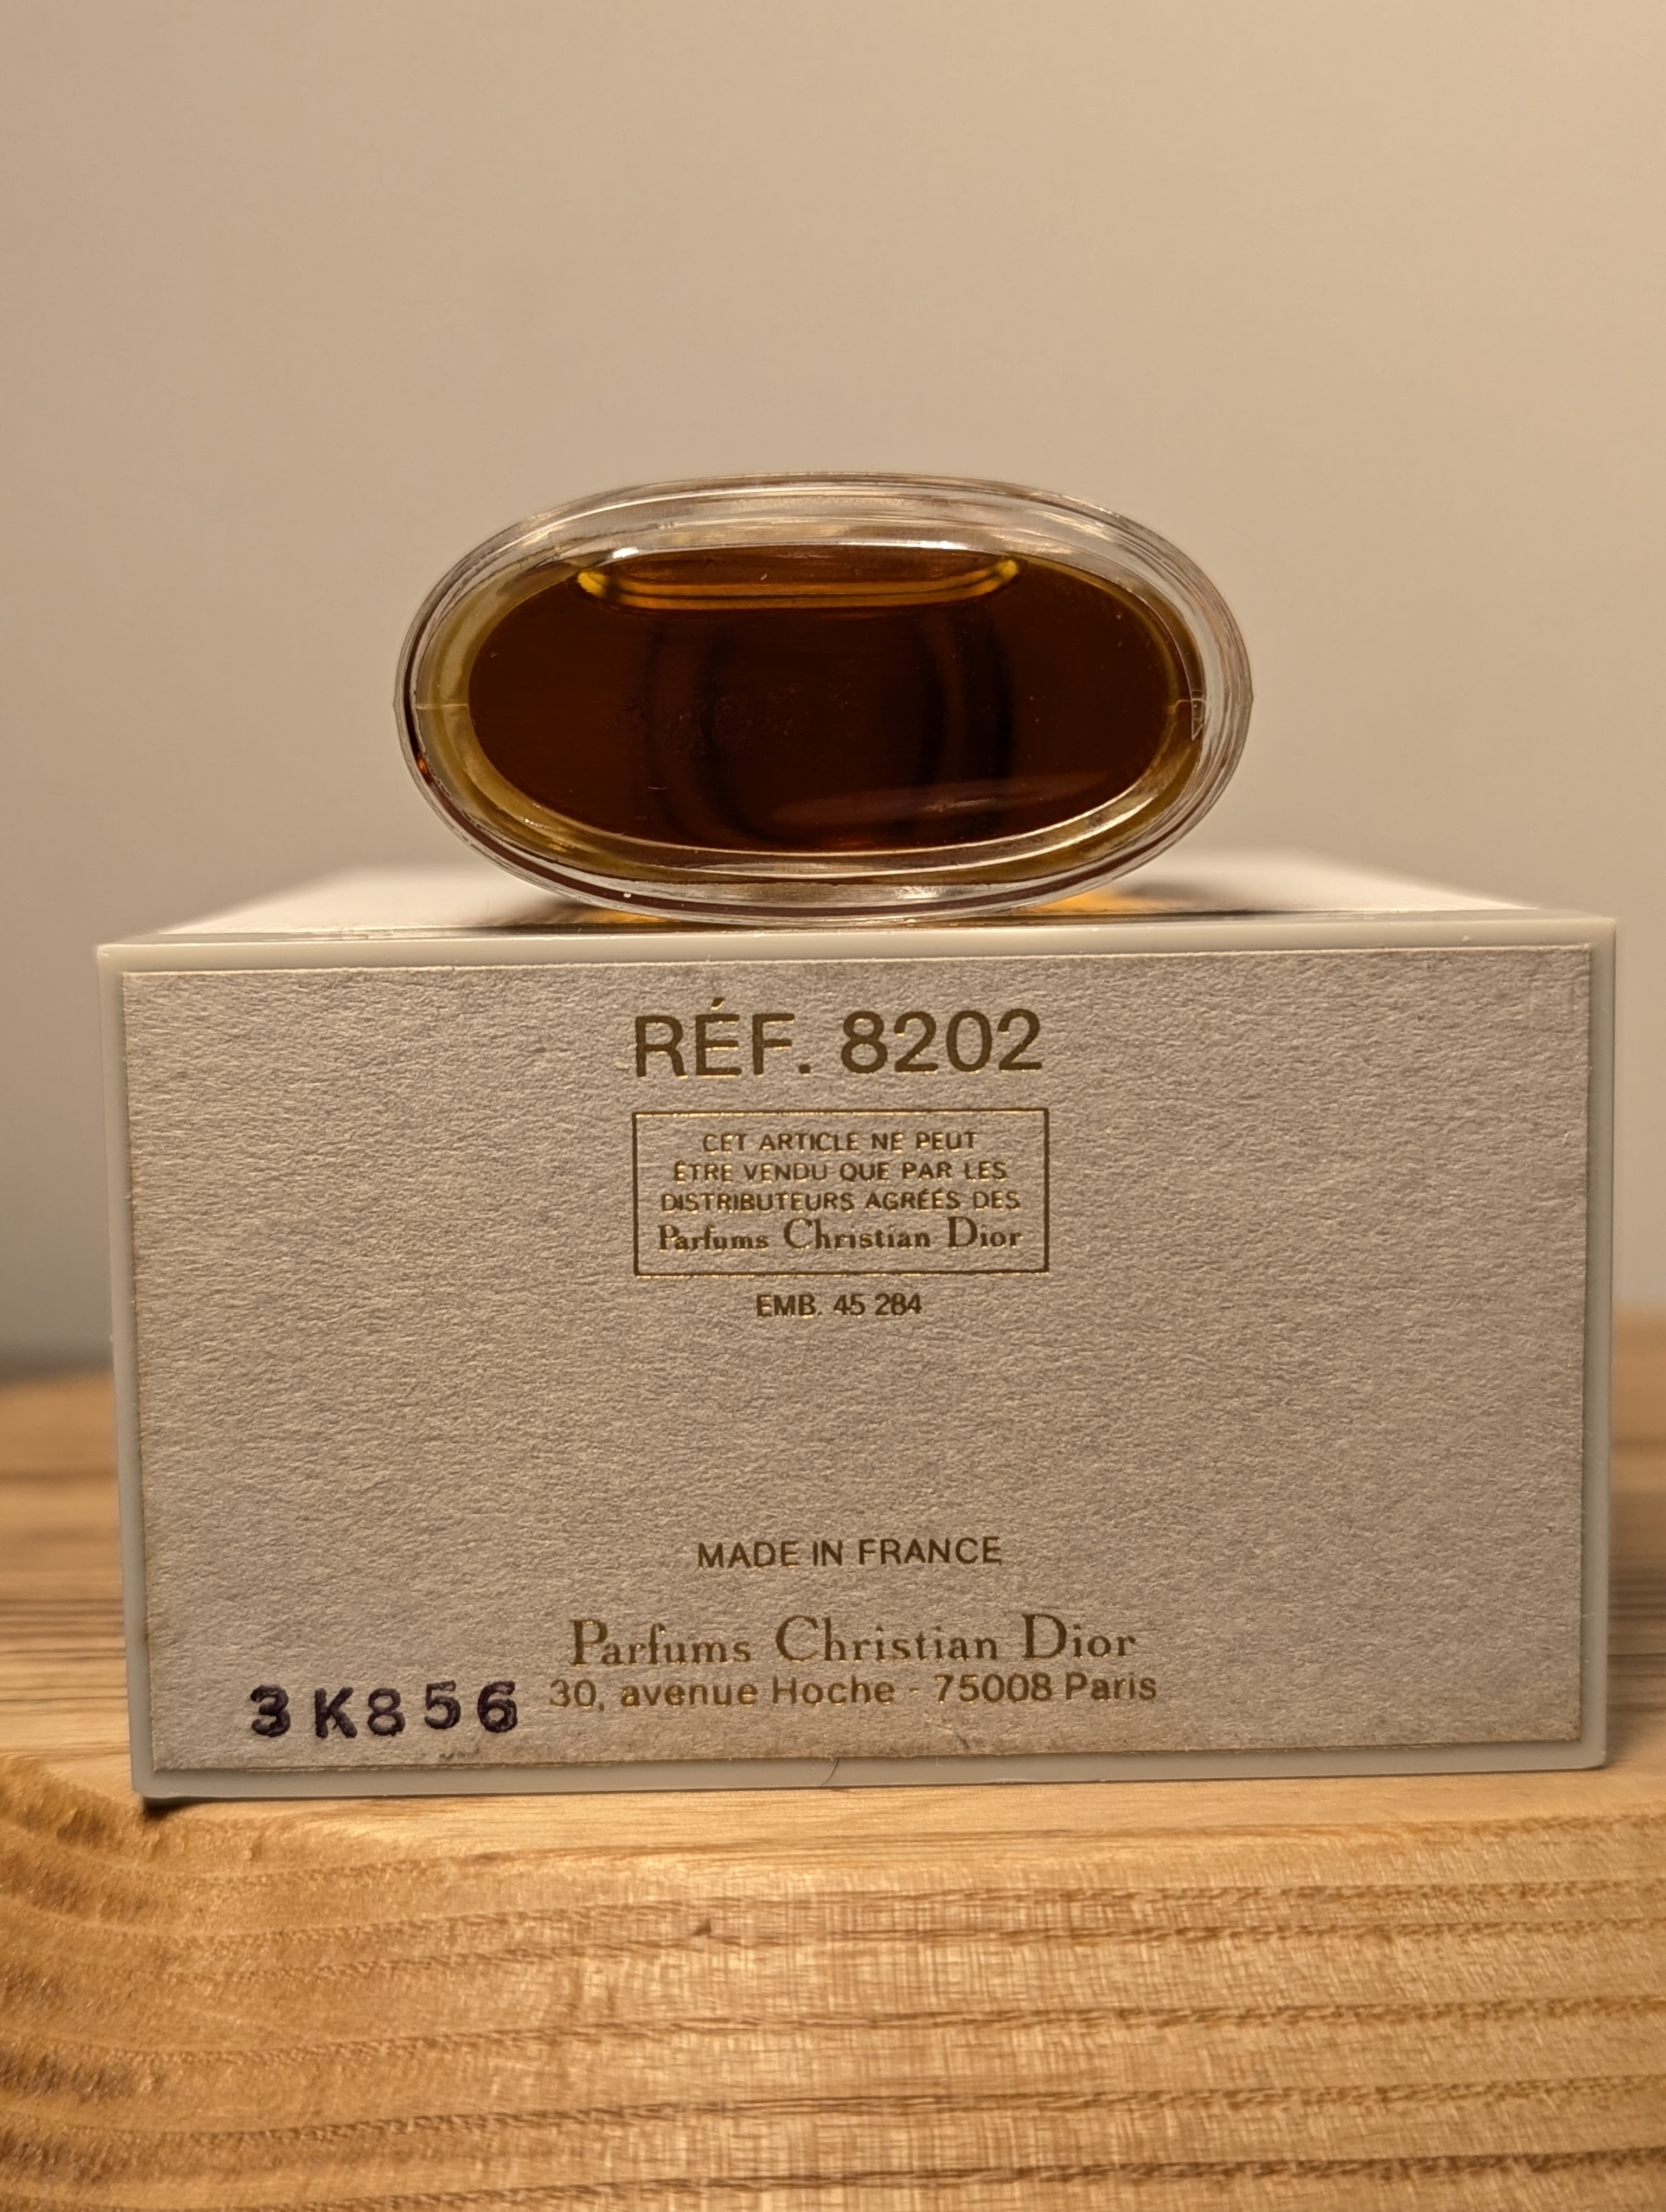 RÉF. 8202
CET ARTICLE NE PEUT
ÊTRE VENDU QUE PAR LES
DISTRIBUTEURS AGRÉÉS DES
Parfums Christian Dior
EMB. 45 284
MADE IN FRANCE
Parfums Christian Dior
30, avenue Hoche - 75008 Paris
3K856